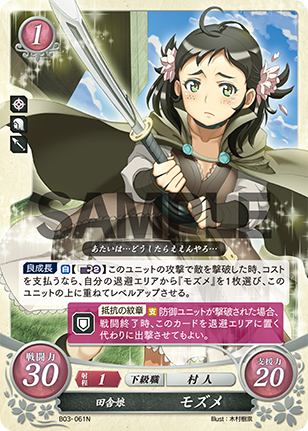 1
SAMPLE
あたいは…どうしたらええんやろ…
良成長 自 【2】このユニットの攻撃で敵を撃破した時、コスト
を支払うなら、自分の退避エリアから『モズメ』を1枚選び、この
ユニットの上に重ねてレベルアップさせる。
抵抗の紋章 支 防御ユニットが撃破された場合、
戦闘終了時、このカードを退避エリアに置く
代わりに出撃させてもよい。
戦闘力
30
射程 1 下級職 村人
支援力
20
田舎娘 モズメ
B03-061N
Illust:木村樹崇